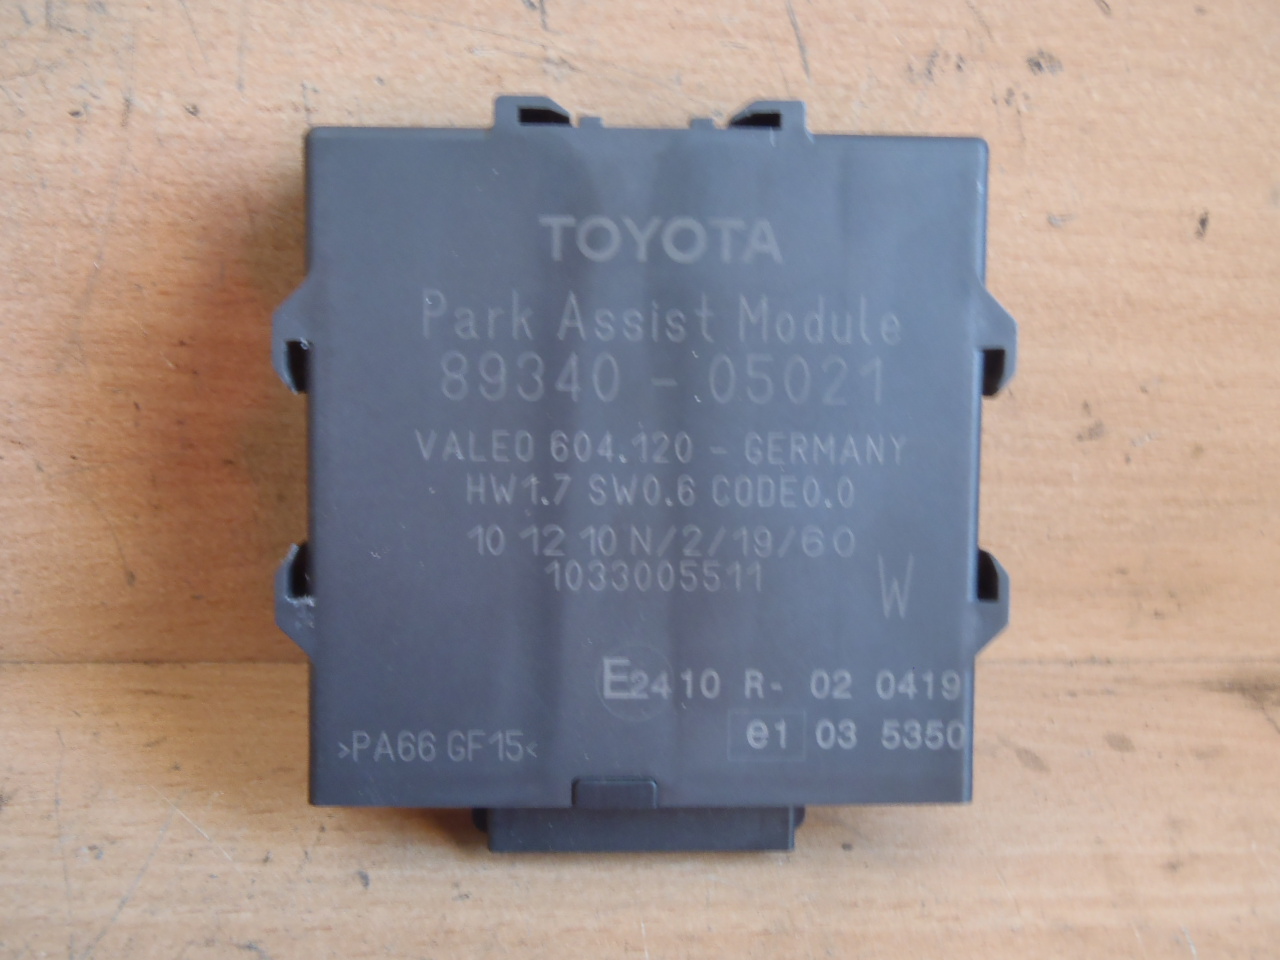 TOYOTA
Park Assist Module
89340 - 05021
VALEO 604.120 - GERMANY
HW1.7 SW0.6 CODE0.0
10 12 10 N/2/19/60
1033005511
W
E24 10 R- 02 0419
e1 03 5350
>PA66 GF15<